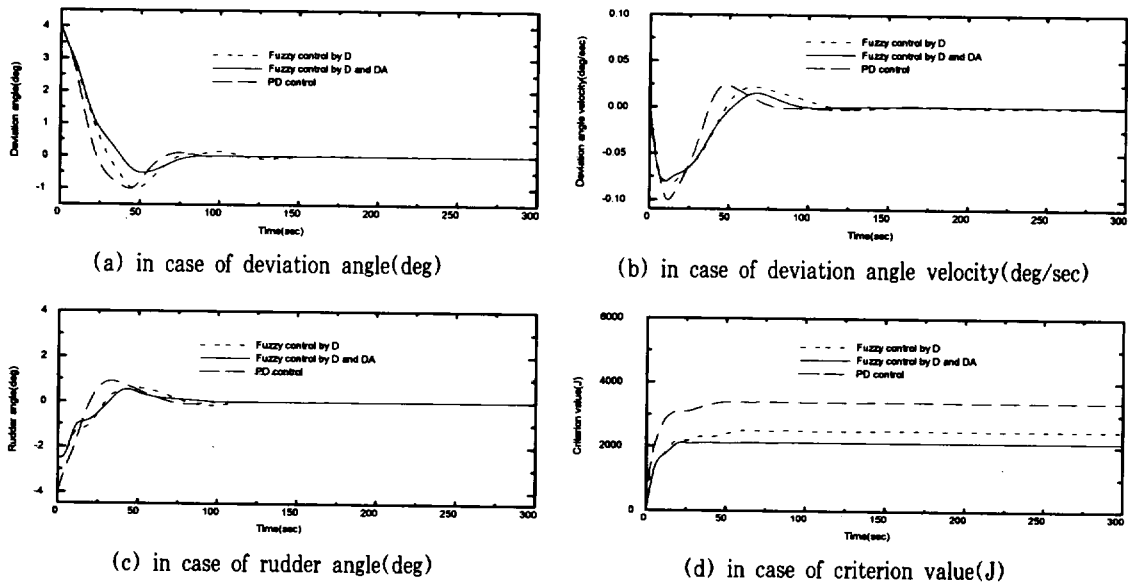 4
3
2
1
0
-1
Deviation angle(deg)
Fuzzy control by D
Fuzzy control by D and DA
PD control
0 50 100 150 200 250 300
Time(sec)
(a) in case of deviation angle(deg)
0.10
0.05
0.00
-0.05
-0.10
Deviation angle velocity(deg/sec)
Fuzzy control by D
Fuzzy control by D and DA
PD control
0 50 100 150 200 250 300
Time(sec)
(b) in case of deviation angle velocity(deg/sec)
4
2
0
-2
-4
Rudder angle(deg)
Fuzzy control by D
Fuzzy control by D and DA
PD control
0 50 100 150 200 250 300
Time(sec)
(c) in case of rudder angle(deg)
6000
4000
2000
0
Criterion value(J)
Fuzzy control by D
Fuzzy control by D and DA
PD control
0 50 100 150 200 250 300
Time(sec)
(d) in case of criterion value(J)